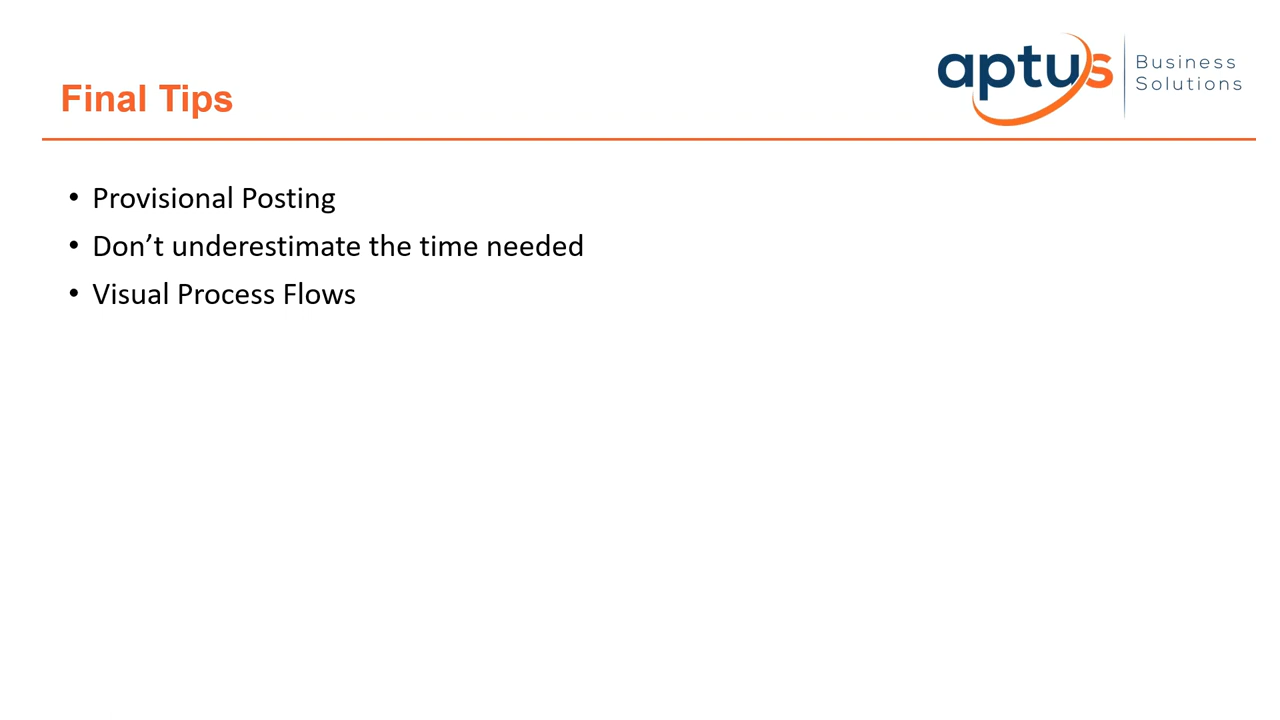 aptus
Business
Solutions
Final Tips
• Provisional Posting
• Don’t underestimate the time needed
• Visual Process Flows